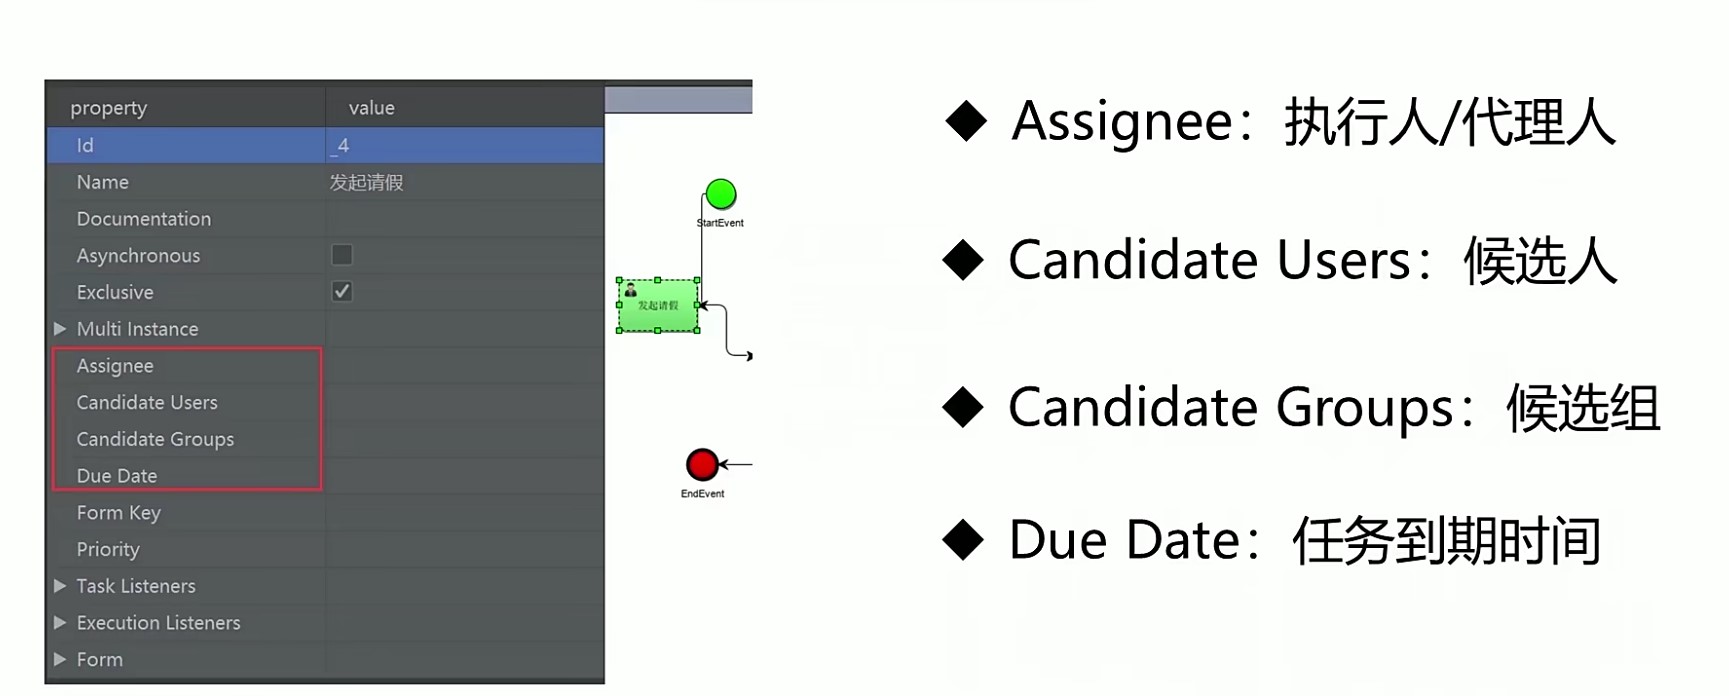 property value
Id _4
Name 发起请假
Documentation
Asynchronous
Exclusive
Multi Instance
Assignee
Candidate Users
Candidate Groups
Due Date
Form Key
Priority
Task Listeners
Execution Listeners
Form
StartEvent
发起请假
EndEvent
◆ Assignee：执行人/代理人
◆ Candidate Users：候选人
◆ Candidate Groups：候选组
◆ Due Date：任务到期时间